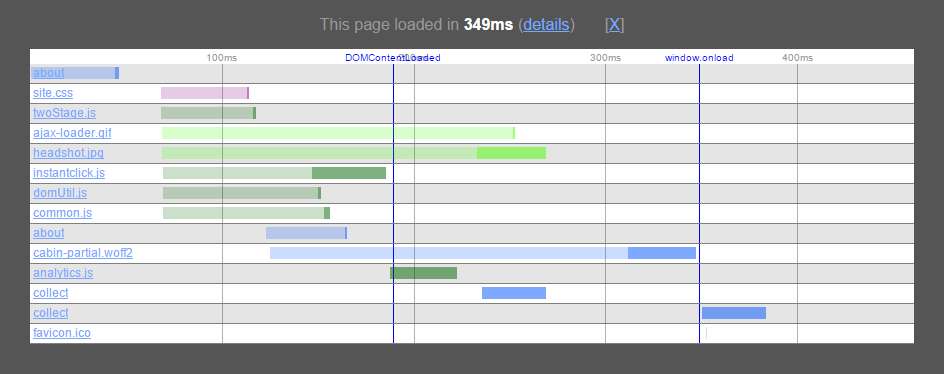 This page loaded in 349ms (details) [X]
100ms DOMContentLoaded 200ms 300ms window.onload 400ms
about
site.css
twoStage.js
ajax-loader.gif
headshot.jpg
instantclick.js
domUtil.js
common.js
about
cabin-partial.woff2
analytics.js
collect
collect
favicon.ico